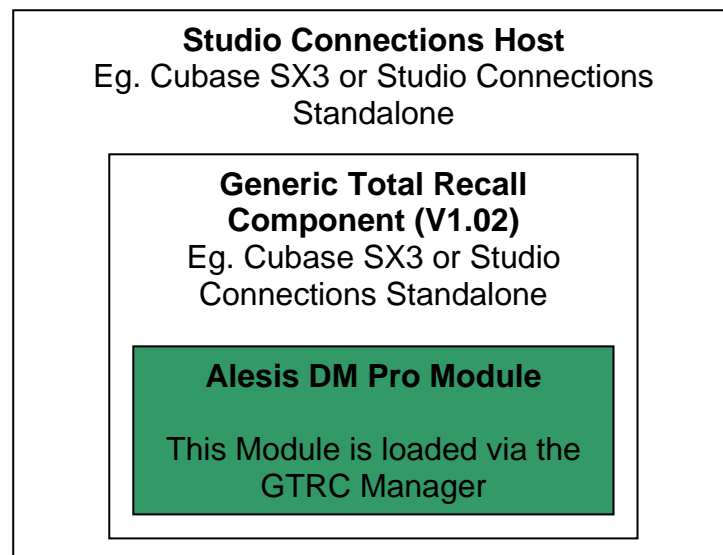 Studio Connections Host
Eg. Cubase SX3 or Studio Connections
Standalone
Generic Total Recall
Component (V1.02)
Eg. Cubase SX3 or Studio
Connections Standalone
Alesis DM Pro Module
This Module is loaded via the
GTRC Manager